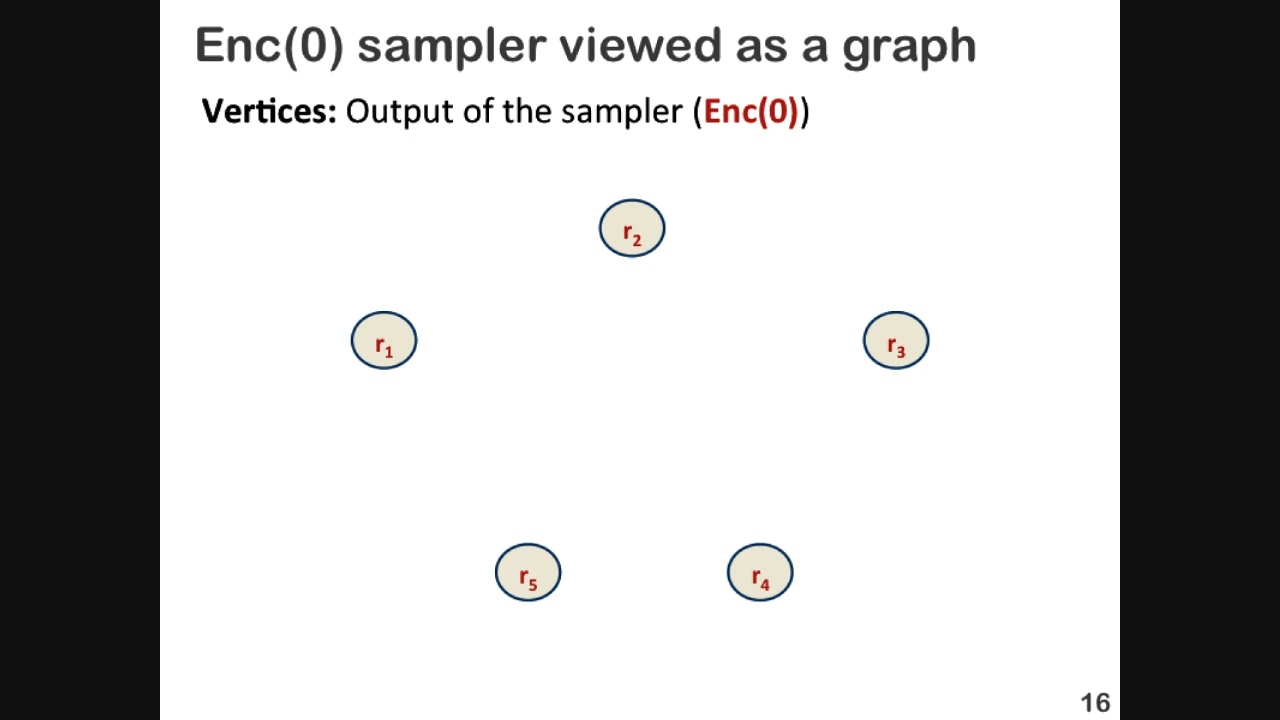 Enc(0) sampler viewed as a graph
Vertices: Output of the sampler (Enc(0))
r₂
r₁
r₃
r₅
r₄
16